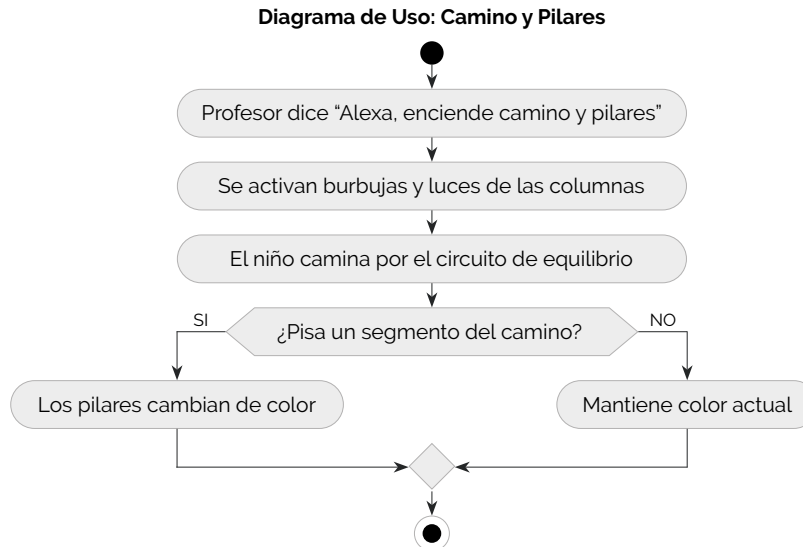 Diagrama de Uso: Camino y Pilares
Profesor dice “Alexa, enciende camino y pilares”
Se activan burbujas y luces de las columnas
El niño camina por el circuito de equilibrio
¿Pisa un segmento del camino?
SI
NO
Los pilares cambian de color
Mantiene color actual